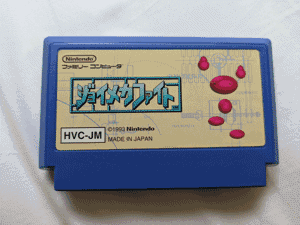 Nintendo
ファミリー コンピュータ
ジョイメカファイト
HVC-JM
©1993 Nintendo
MADE IN JAPAN